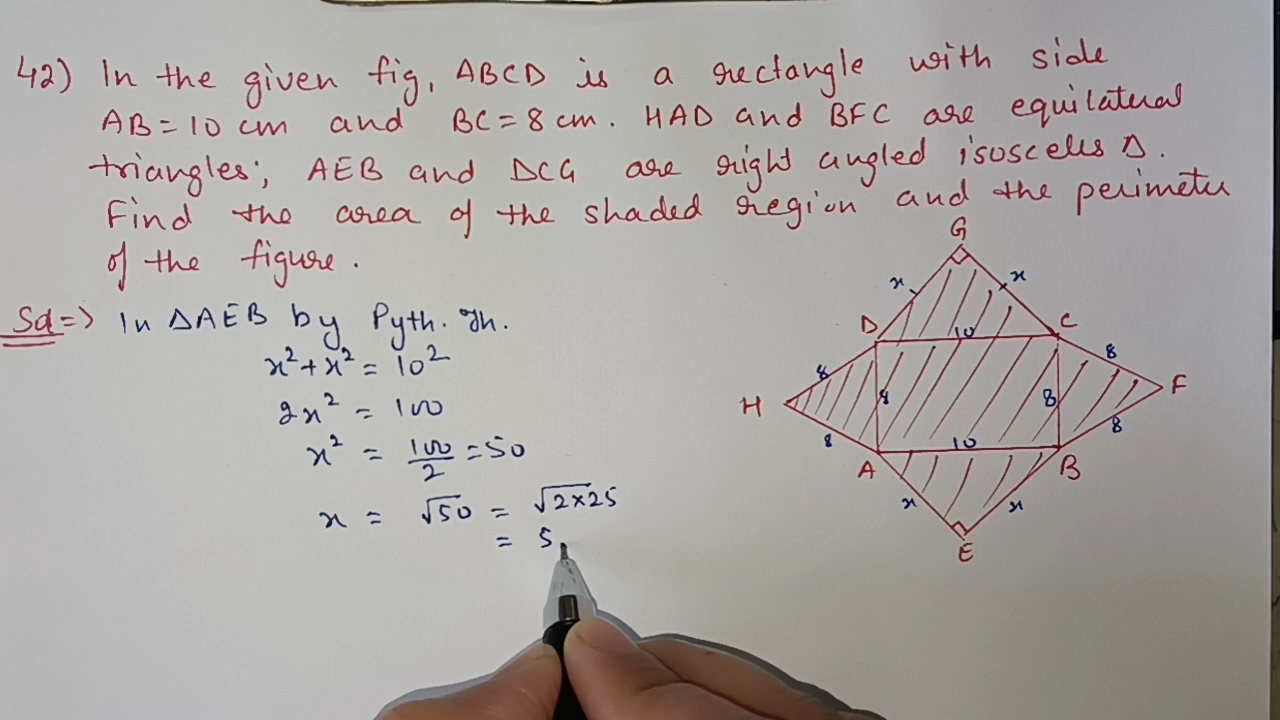 42) In the given fig, ABCD is a rectangle with side
AB = 10 cm and BC = 8 cm. HAD and BFC are equilateral
triangles; AEB and DCG are right angled isosceles Δ.
Find the area of the shaded region and the perimeter
of the figure.
Sol => In ΔAEB by Pyth. Th.
x² + x² = 10²
2x² = 100
x² = 100/2 = 50
x = √50 = √2×25
= 5
G
x x
D 10 C
8 8
H 8 8 F
8 8
A 10 B
x x
E